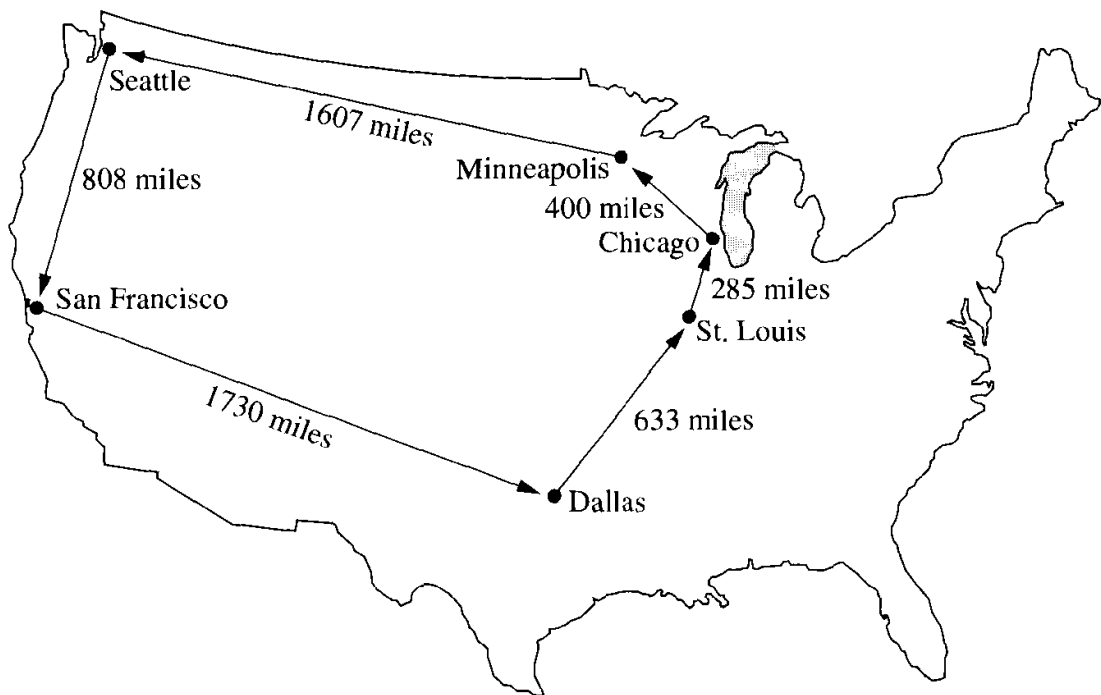 Seattle
1607 miles
Minneapolis
808 miles
400 miles
Chicago
285 miles
San Francisco
St. Louis
1730 miles
633 miles
Dallas